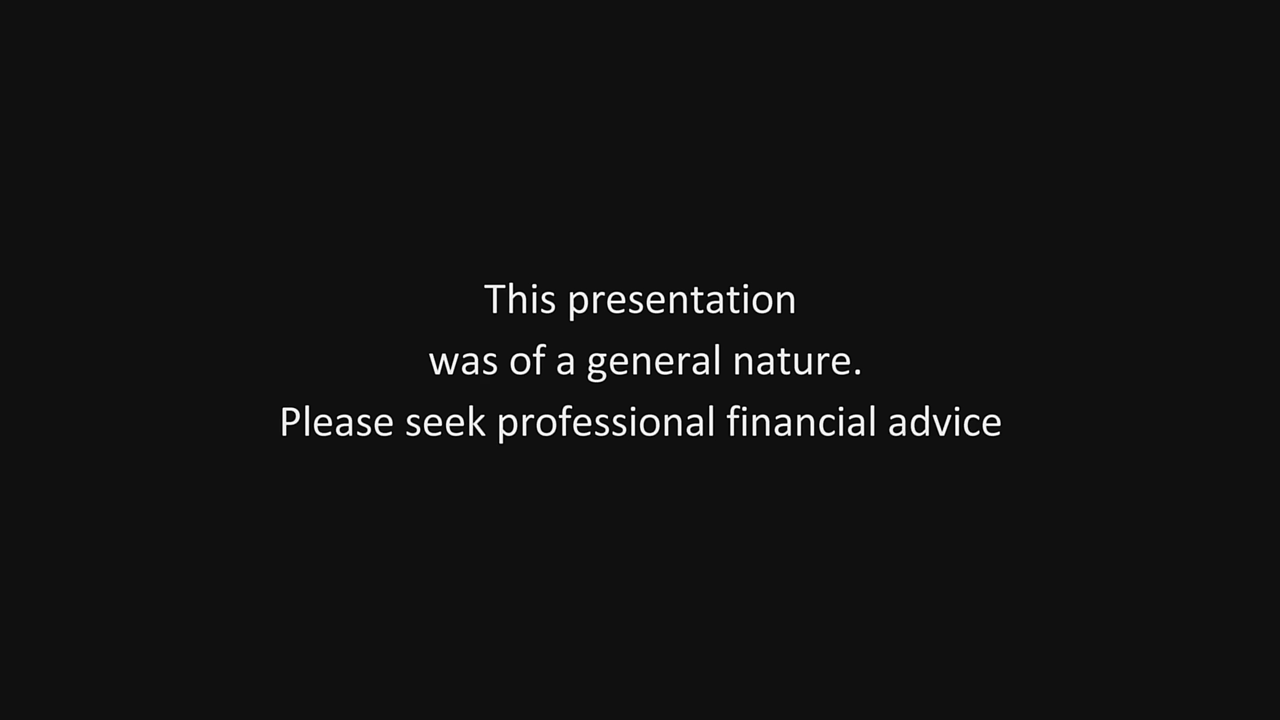 This presentation
was of a general nature.
Please seek professional financial advice